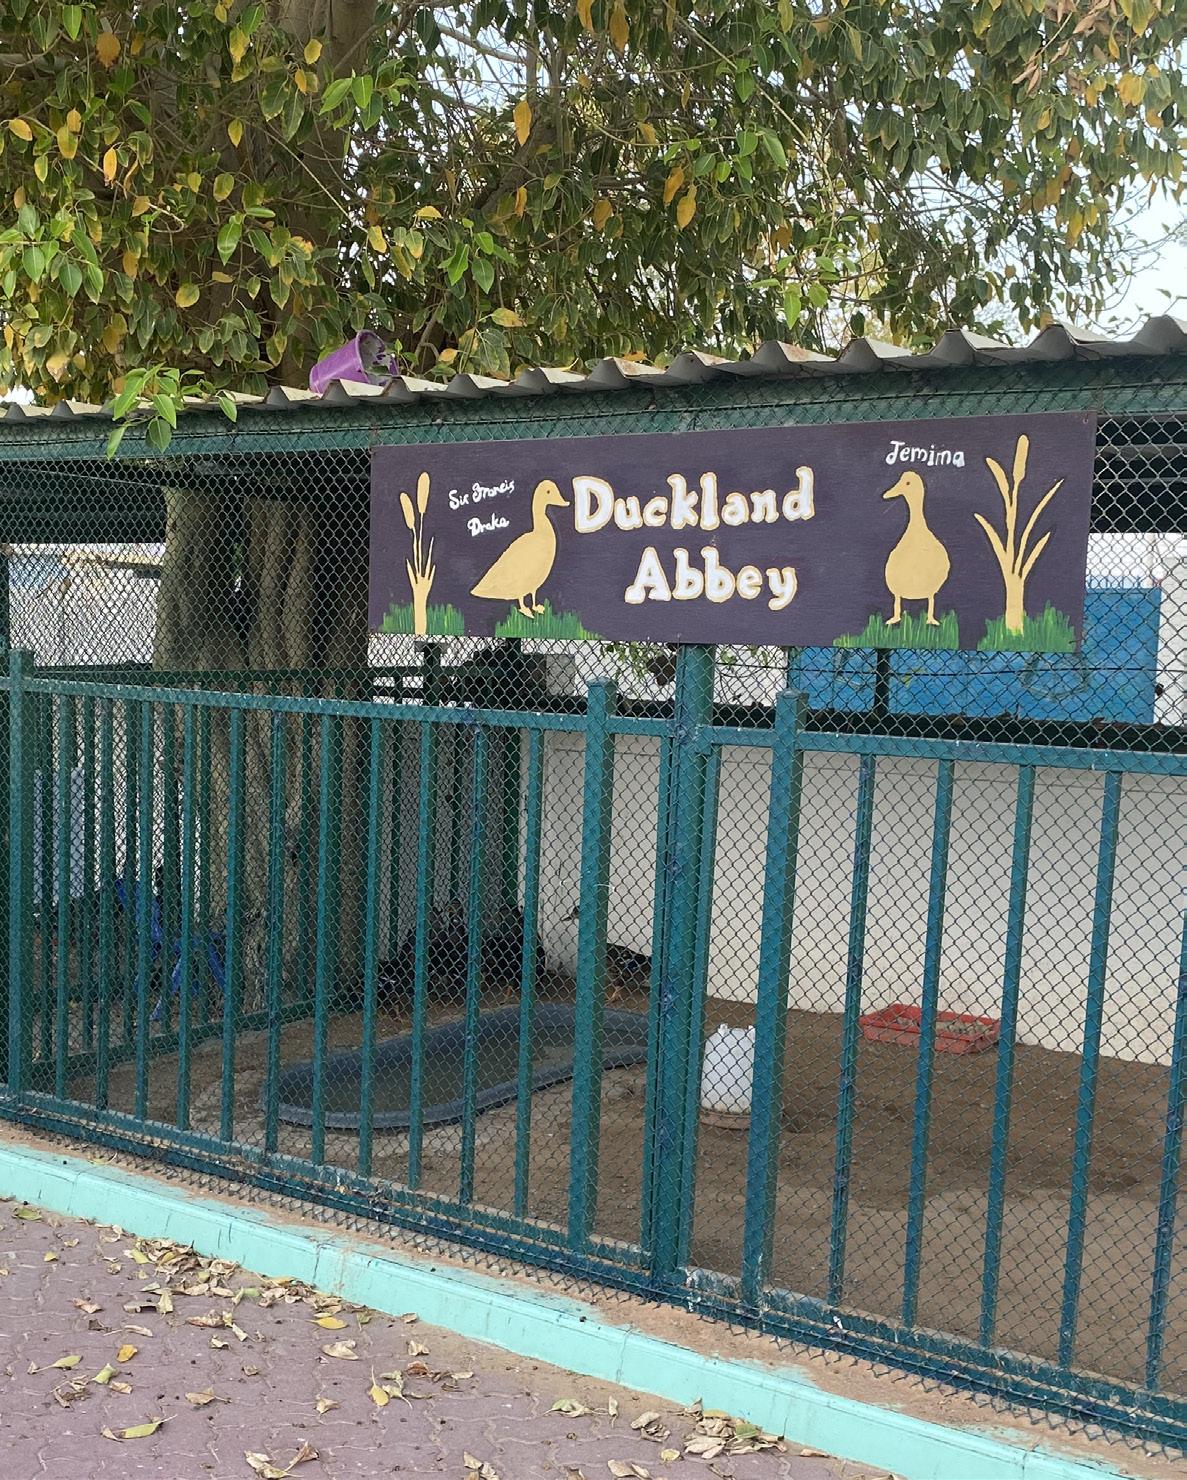 Sir Francis
Drake
Duckland
Abbey
Jemima